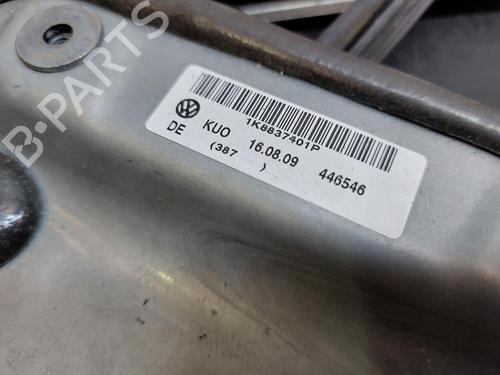 B-PARTS
1K8837401P
DE KUO 16.08.09 446546
(387 )